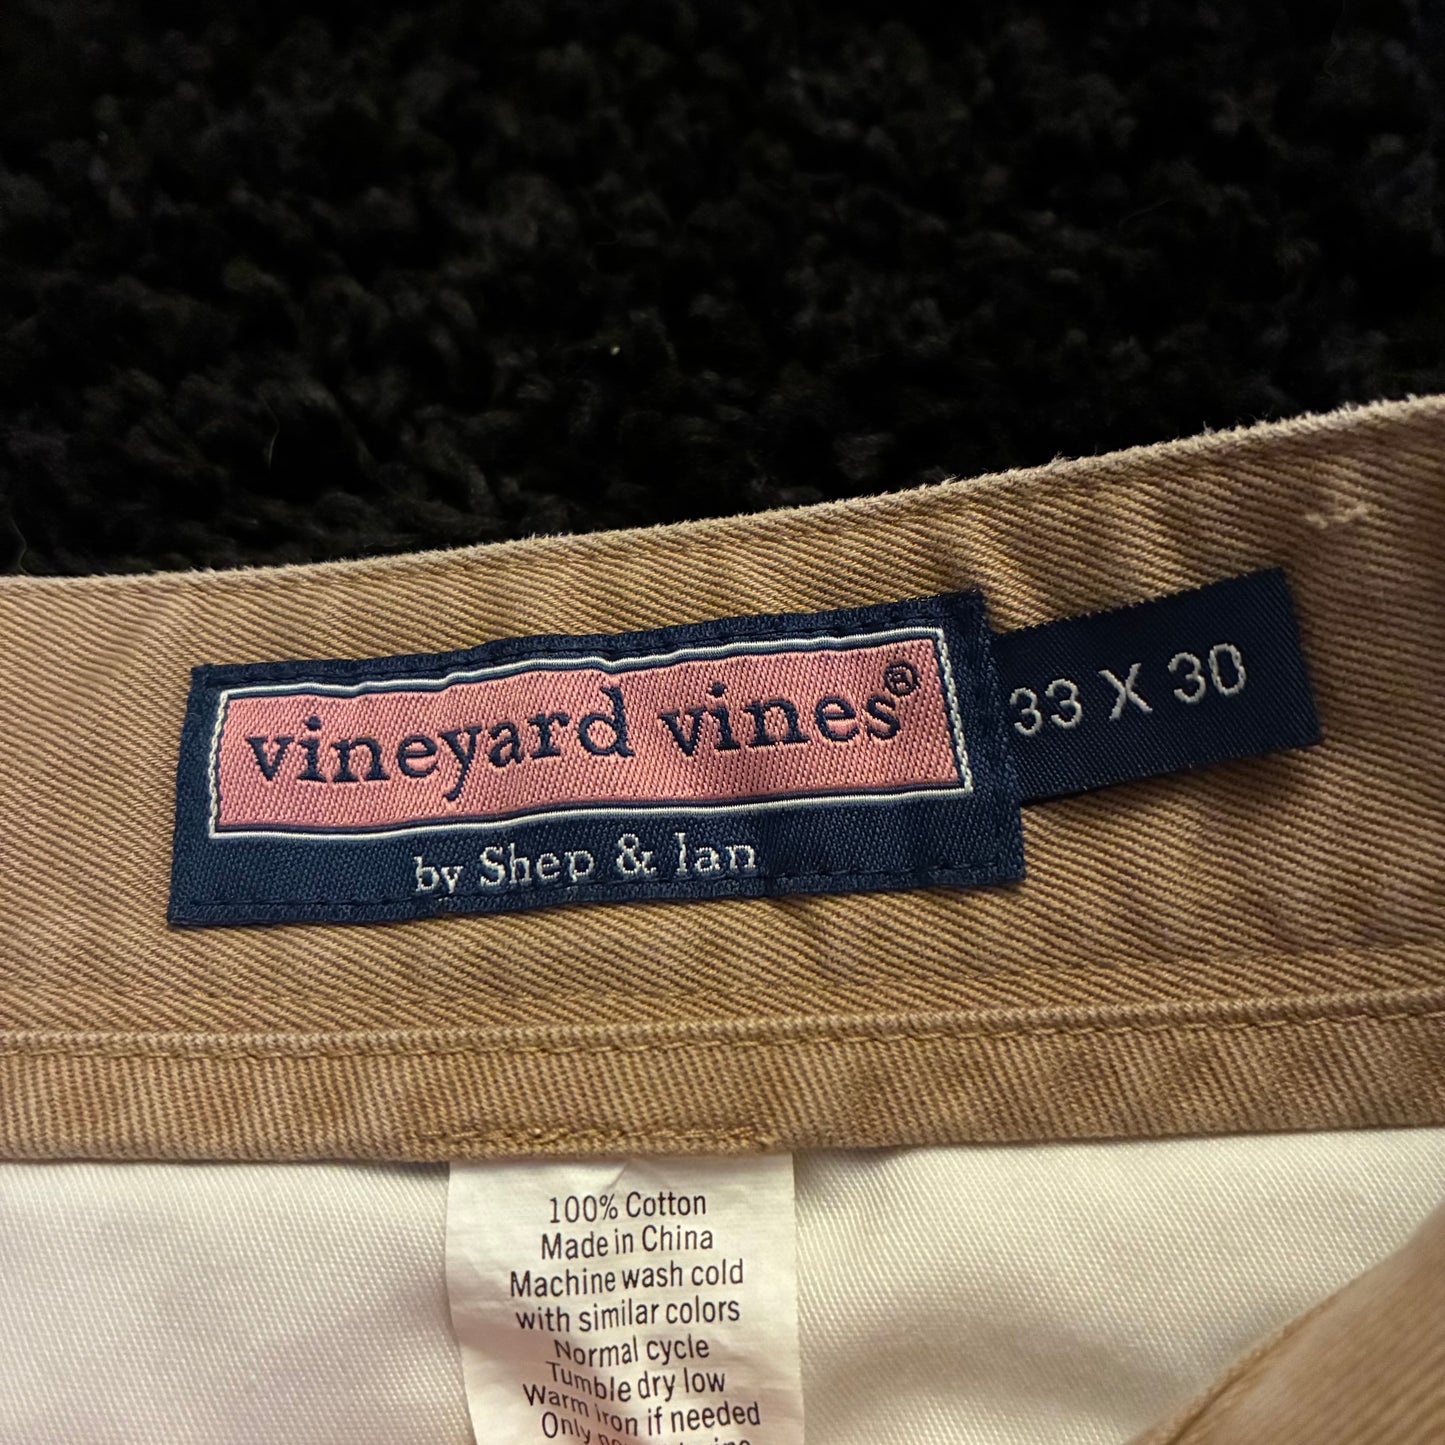 vineyard vines®
33 X 30
by Shep & Ian
100% Cotton
Made in China
Machine wash cold
with similar colors
Normal cycle
Tumble dry low
Warm iron if needed
Only